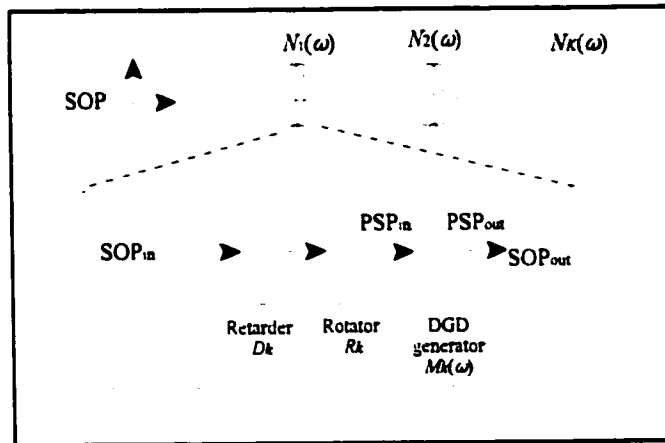 N1(ω) N2(ω) NK(ω)
SOP
PSPin PSPout
SOPin SOPout
Retarder Rotator DGD
Dk Rk generator
Mk(ω)